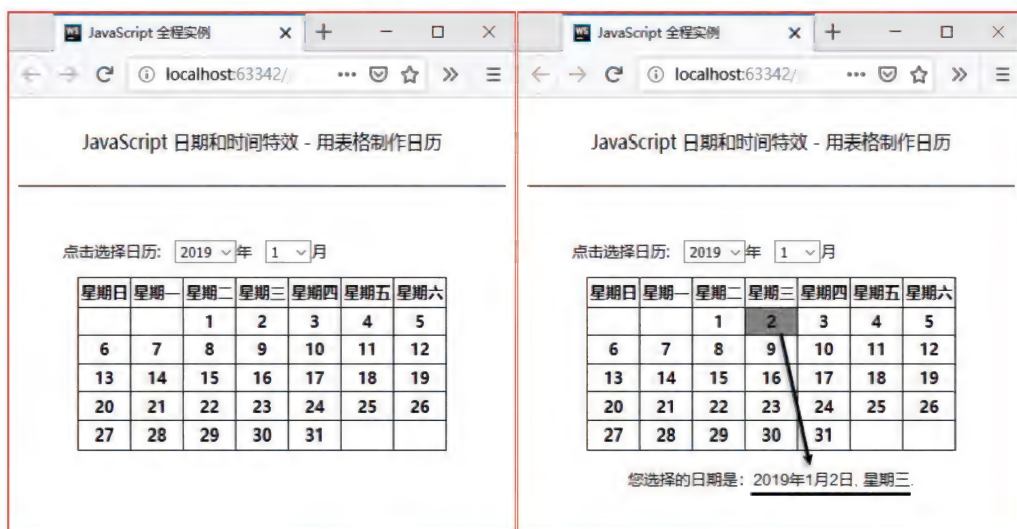 JavaScript 全程实例
localhost:63342/
JavaScript 日期和时间特效 - 用表格制作日历
点击选择日历: 2019 年 1 月
星期日 星期一 星期二 星期三 星期四 星期五 星期六
1 2 3 4 5
6 7 8 9 10 11 12
13 14 15 16 17 18 19
20 21 22 23 24 25 26
27 28 29 30 31
JavaScript 全程实例
localhost:63342/
JavaScript 日期和时间特效 - 用表格制作日历
点击选择日历: 2019 年 1 月
星期日 星期一 星期二 星期三 星期四 星期五 星期六
1 2 3 4 5
6 7 8 9 10 11 12
13 14 15 16 17 18 19
20 21 22 23 24 25 26
27 28 29 30 31
您选择的日期是: 2019年1月2日, 星期三.